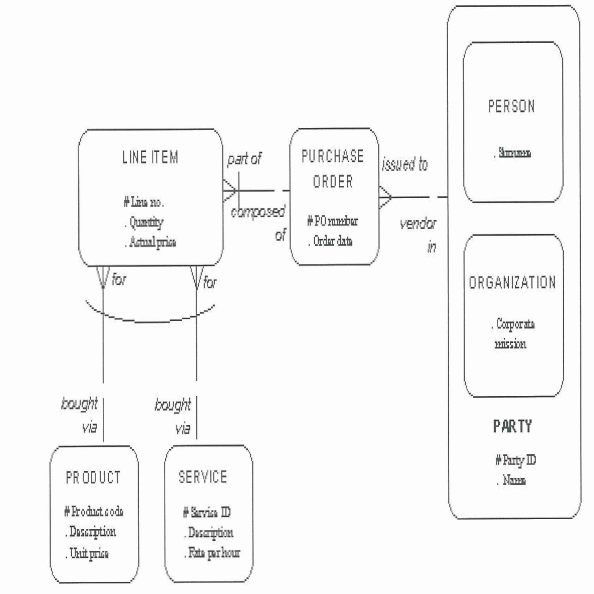 PERSON
. Surname
LINE ITEM
# Line no.
. Quantity
. Actual price
part of
composed
of
PURCHASE
ORDER
# PO number
. Order date
issued to
vendor
in
ORGANIZATION
. Corporate
mission
PARTY
# Party ID
. Name
for
for
bought
via
bought
via
PRODUCT
# Product code
. Description
. Unit price
SERVICE
# Service ID
. Description
. Rate per hour